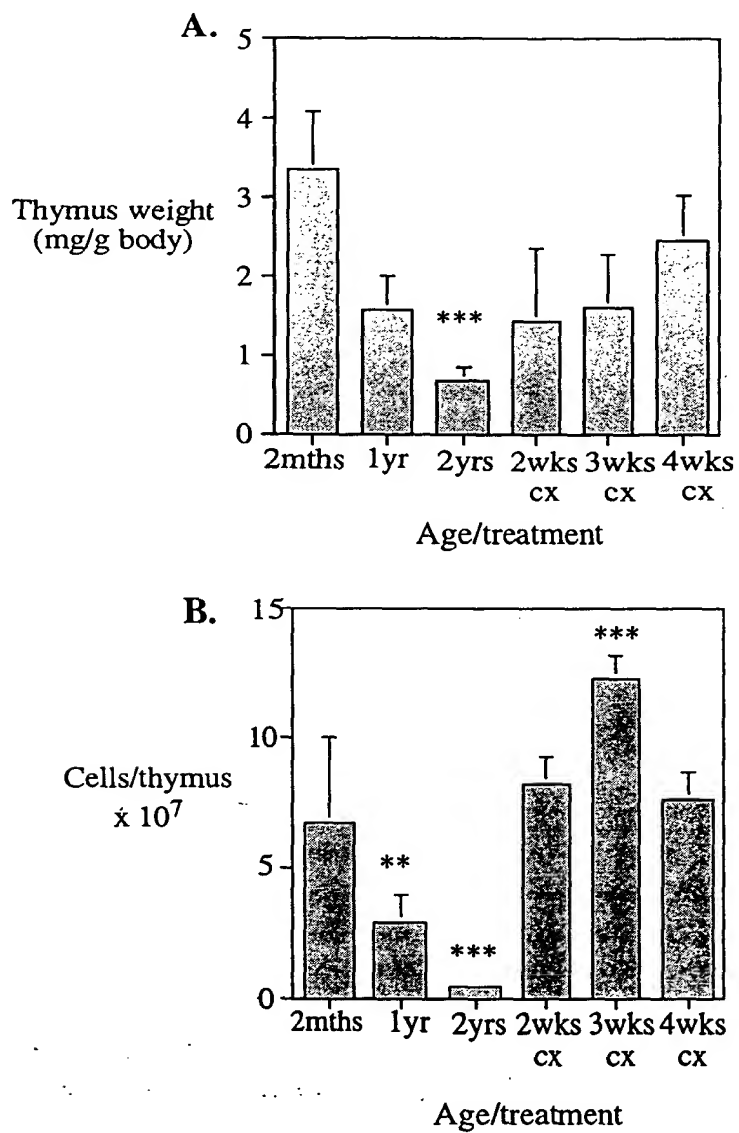 A.
5
4
3
2
1
0
Thymus weight
(mg/g body)
***
2mths 1yr 2yrs 2wks 3wks 4wks
cx cx cx
Age/treatment
B.
15
10
5
0
Cells/thymus
x 10⁷
**
***
***
2mths 1yr 2yrs 2wks 3wks 4wks
cx cx cx
Age/treatment